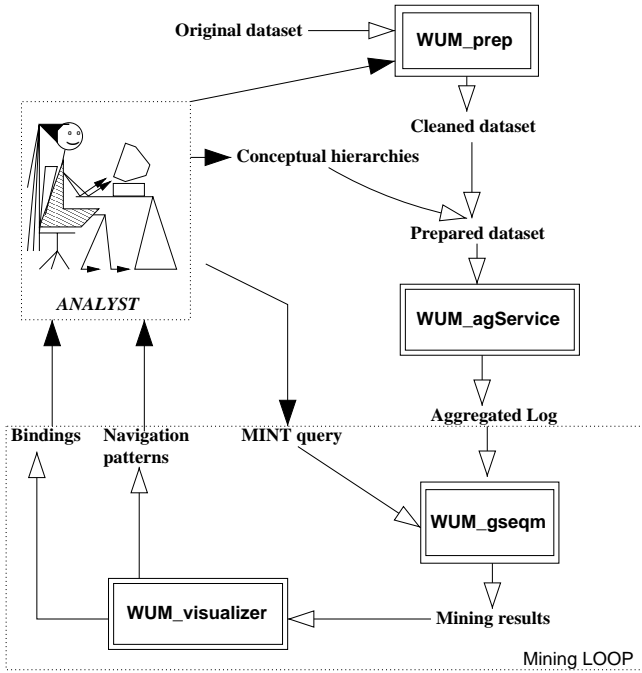 Original dataset
WUM_prep
Cleaned dataset
Conceptual hierarchies
Prepared dataset
ANALYST
WUM_agService
Aggregated Log
Bindings
Navigation
patterns
MINT query
WUM_gseqm
WUM_visualizer
Mining results
Mining LOOP